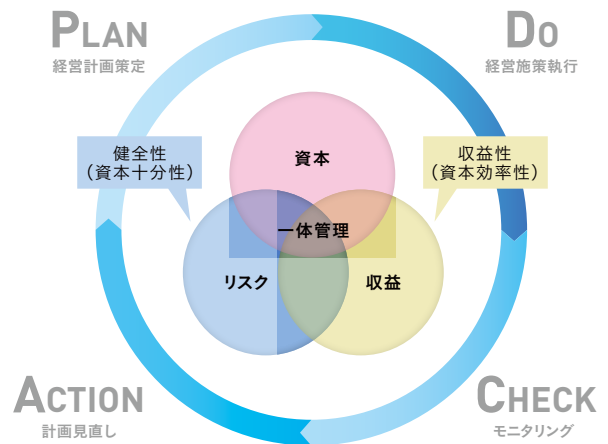 PLAN
経営計画策定
DO
経営施策執行
健全性
（資本十分性）
資本
収益性
（資本効率性）
一体管理
リスク
収益
ACTION
計画見直し
CHECK
モニタリング